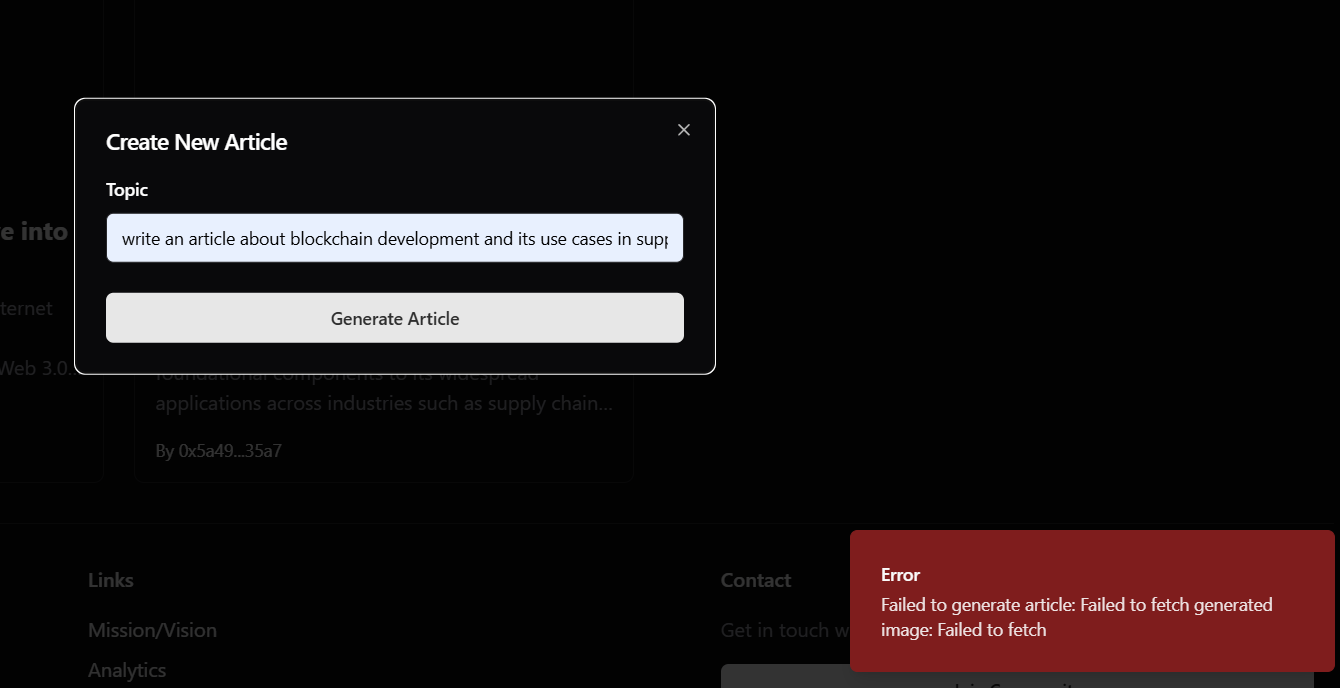 Create New Article
Topic
write an article about blockchain development and its use cases in supp
Generate Article
e into
ternet
Web 3.0...
foundational components to its widespread
applications across industries such as supply chain...
By 0x5a49...35a7
Links
Mission/Vision
Analytics
Contact
Get in touch w
Error
Failed to generate article: Failed to fetch generated
image: Failed to fetch
Join Community